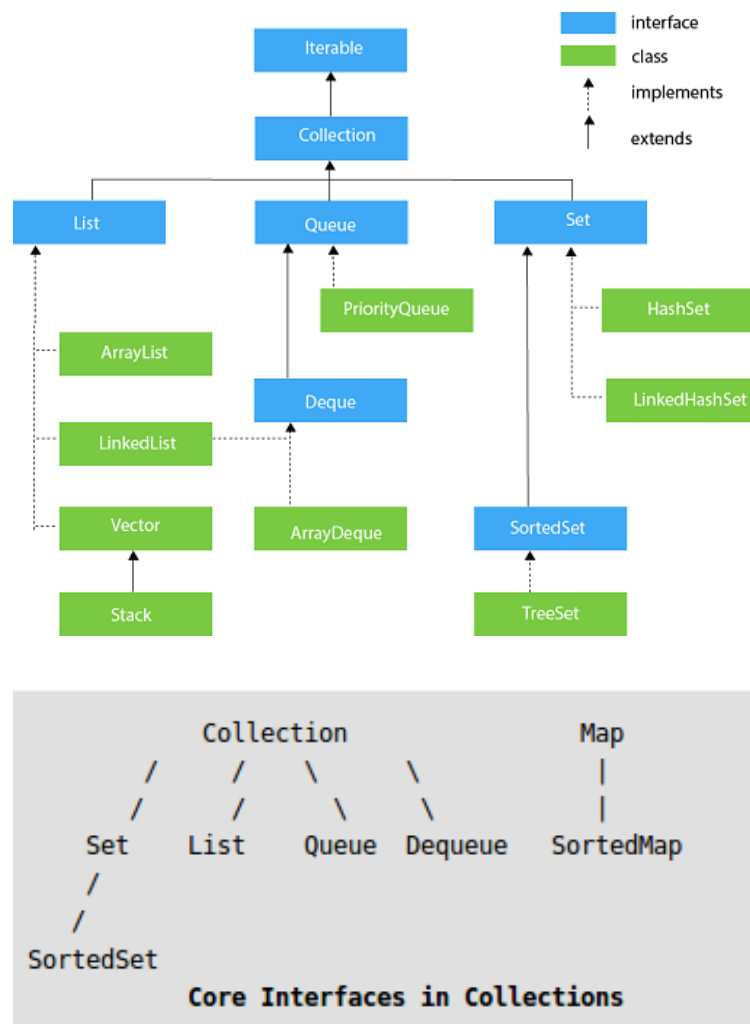 interface
Iterable
class
implements
Collection
extends
List
Queue
Set
PriorityQueue
HashSet
ArrayList
Deque
LinkedHashSet
LinkedList
Vector
ArrayDeque
SortedSet
Stack
TreeSet
Collection Map
/ / \ \ |
/ / \ \ |
Set List Queue Dequeue SortedMap
/
/
SortedSet
Core Interfaces in Collections